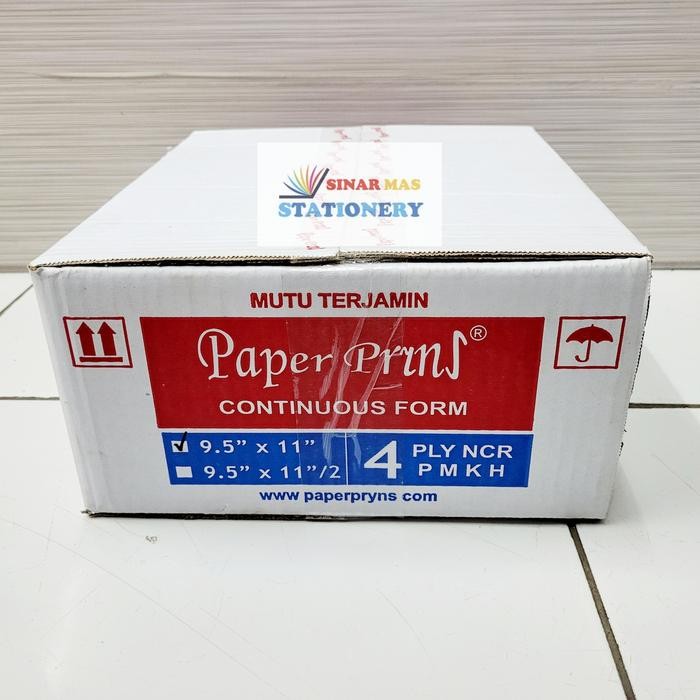 SINAR MAS
STATIONERY
MUTU TERJAMIN
Paper Pryns®
CONTINUOUS FORM
9.5" x 11"
9.5" x 11"/2
4 PLY NCR
PMKH
www.paperpryns.com